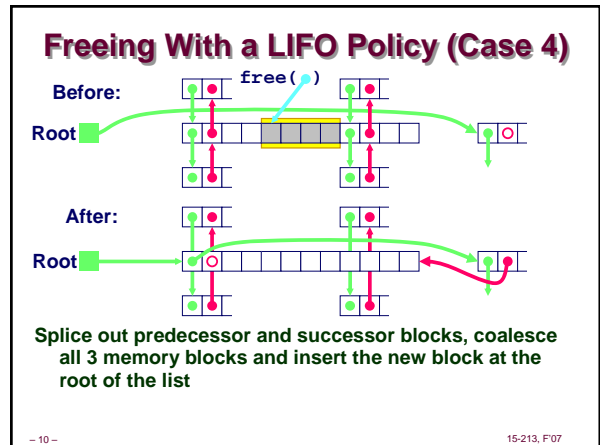 Freeing With a LIFO Policy (Case 4)
free( )
Before:
Root
After:
Root
Splice out predecessor and successor blocks, coalesce
all 3 memory blocks and insert the new block at the
root of the list
– 10 –
15-213, F'07